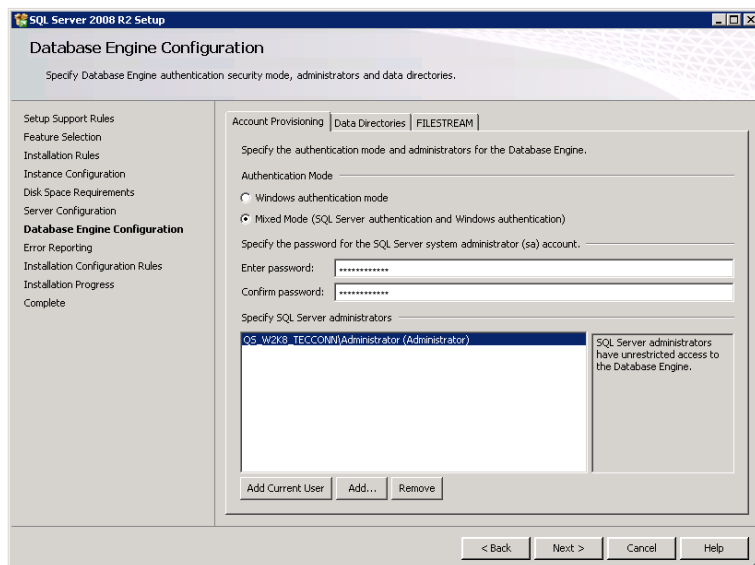 SQL Server 2008 R2 Setup
Database Engine Configuration
Specify Database Engine authentication security mode, administrators and data directories.
Setup Support Rules
Feature Selection
Installation Rules
Instance Configuration
Disk Space Requirements
Server Configuration
Database Engine Configuration
Error Reporting
Installation Configuration Rules
Installation Progress
Complete
Account Provisioning
Data Directories
FILESTREAM
Specify the authentication mode and administrators for the Database Engine.
Authentication Mode
Windows authentication mode
Mixed Mode (SQL Server authentication and Windows authentication)
Specify the password for the SQL Server system administrator (sa) account.
Enter password: ************
Confirm password: ************
Specify SQL Server administrators
QS_W2K8_TECCONN\Administrator (Administrator)
SQL Server administrators
have unrestricted access to
the Database Engine.
Add Current User
Add...
Remove
< Back
Next >
Cancel
Help